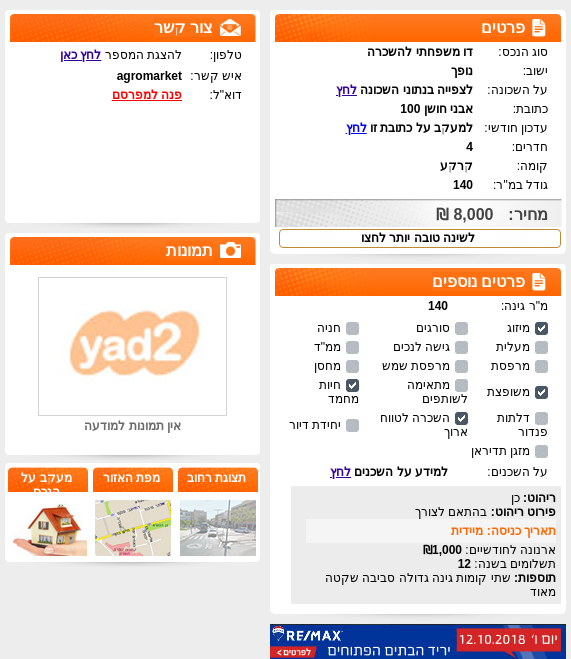 פרטים
סוג הנכס: דו משפחתי להשכרה
ישוב: נופך
על השכונה: לצפייה בנתוני השכונה לחץ
כתובת: אבני חושן 100
עדכון חודשי: למעקב על כתובת זו לחץ
חדרים: 4
קומה: קרקע
גודל במ"ר: 140
מחיר: 8,000 ₪
לשינה טובה יותר לחצו
פרטים נוספים
מ"ר גינה: 140
מיזוג סורגים חניה
מעלית גישה לנכים ממ"ד
מרפסת מרפסת שמש מחסן
משופצת מתאימה לשותפים חיות מחמד
דלתות פנדור השכרה לטווח ארוך יחידת דיור
מזגן תדיראן
על השכנים: למידע על השכנים לחץ
ריהוט: כן
פירוט ריהוט: בהתאם לצורך
תאריך כניסה: מיידית
ארנונה לחודשיים: 1,000₪
תשלומים בשנה: 12
תוספות: שתי קומות גינה גדולה סביבה שקטה
מאוד
יום ו' 12.10.2018
יריד הבתים הפתוחים
RE/MAX
לפרטים >
צור קשר
טלפון: להצגת המספר לחץ כאן
איש קשר: agromarket
דוא"ל: פנה למפרסם
תמונות
yad2
אין תמונות למודעה
תצוגת רחוב
מפת האזור
מעקב על
הנכס